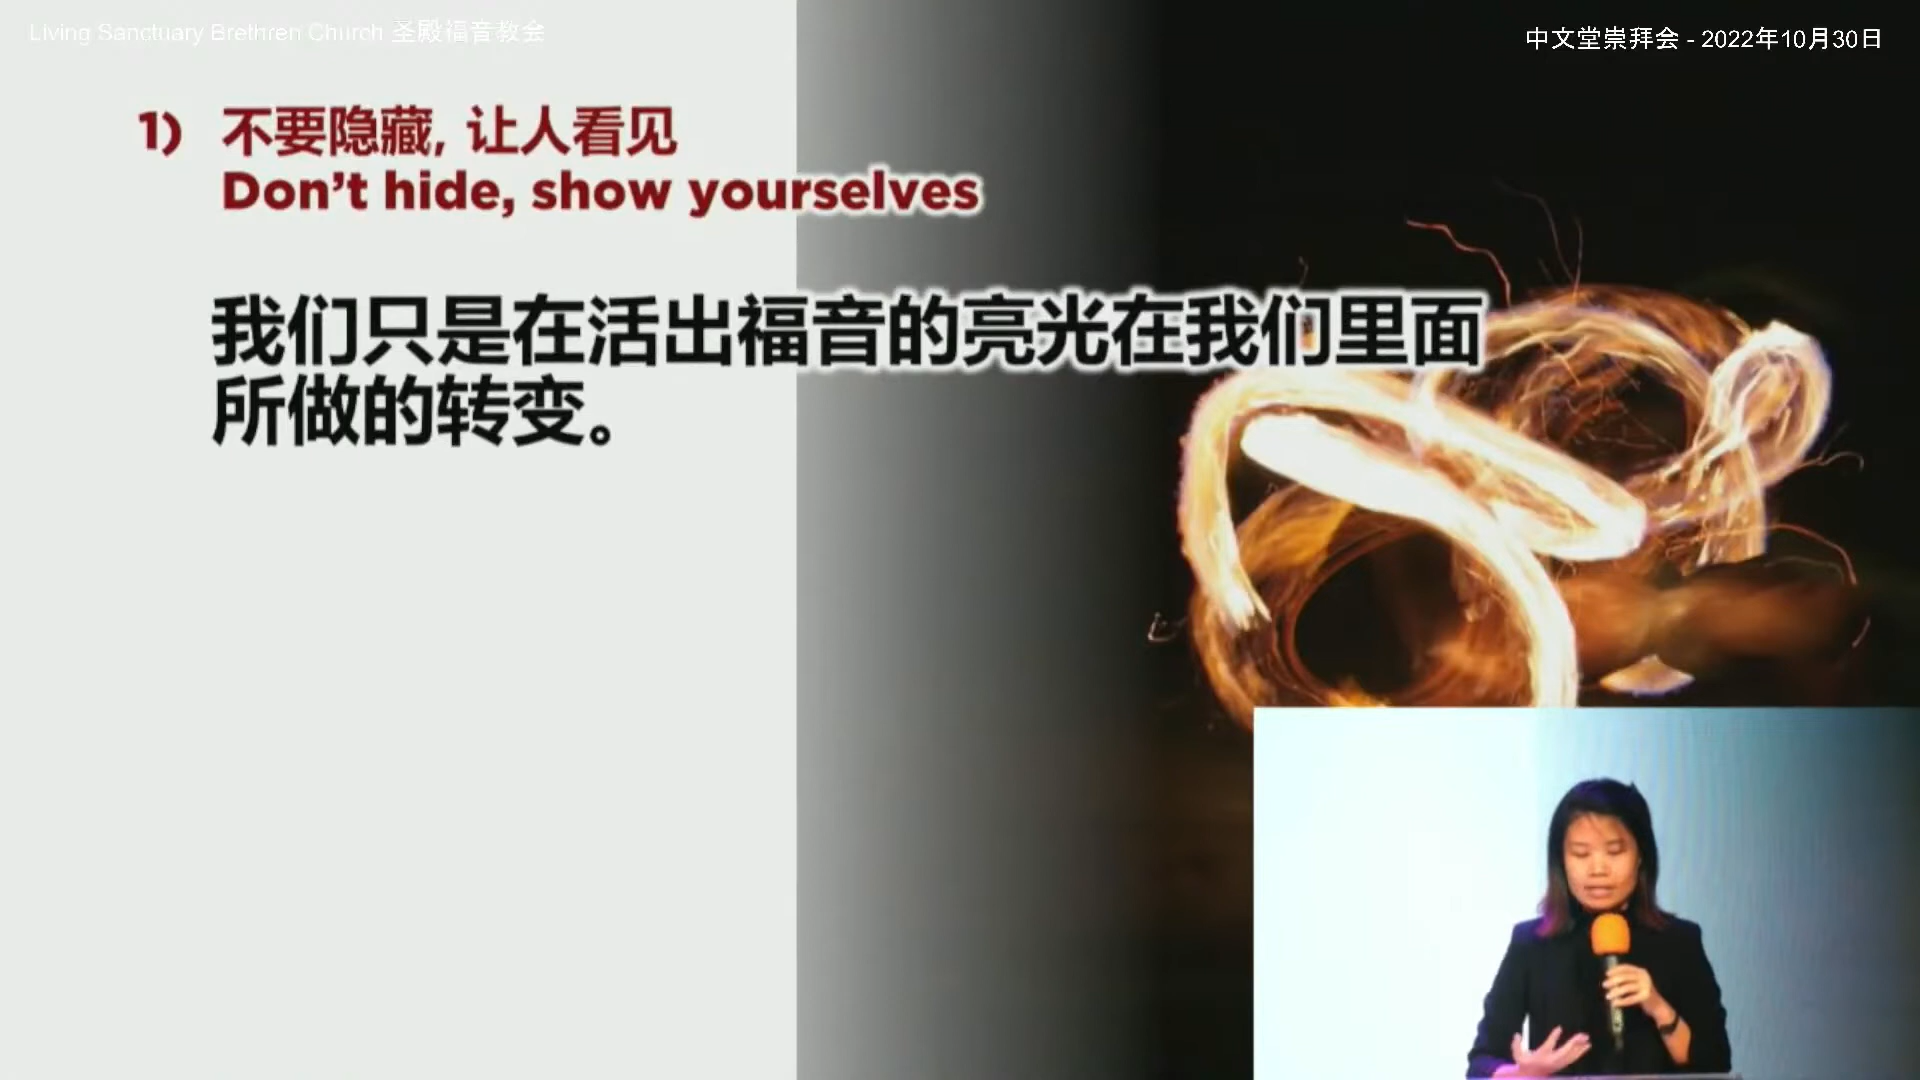 Living Sanctuary Brethren Church 圣殿福音教会
中文堂崇拜会 - 2022年10月30日
1) 不要隐藏, 让人看见
Don't hide, show yourselves
我们只是在活出福音的亮光在我们里面
所做的转变。